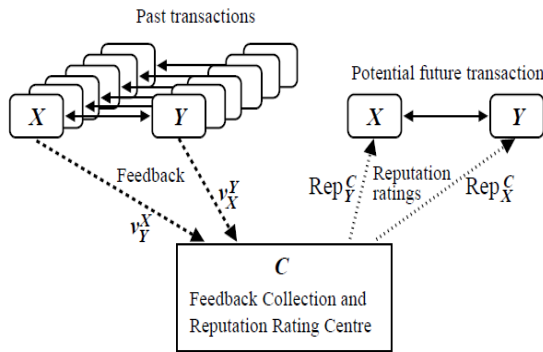 Past transactions
Potential future transaction
X
Y
X
Y
Feedback
v_Y^X
v_X^Y
Rep_Y^C
Reputation
ratings
Rep_X^C
C
Feedback Collection and
Reputation Rating Centre